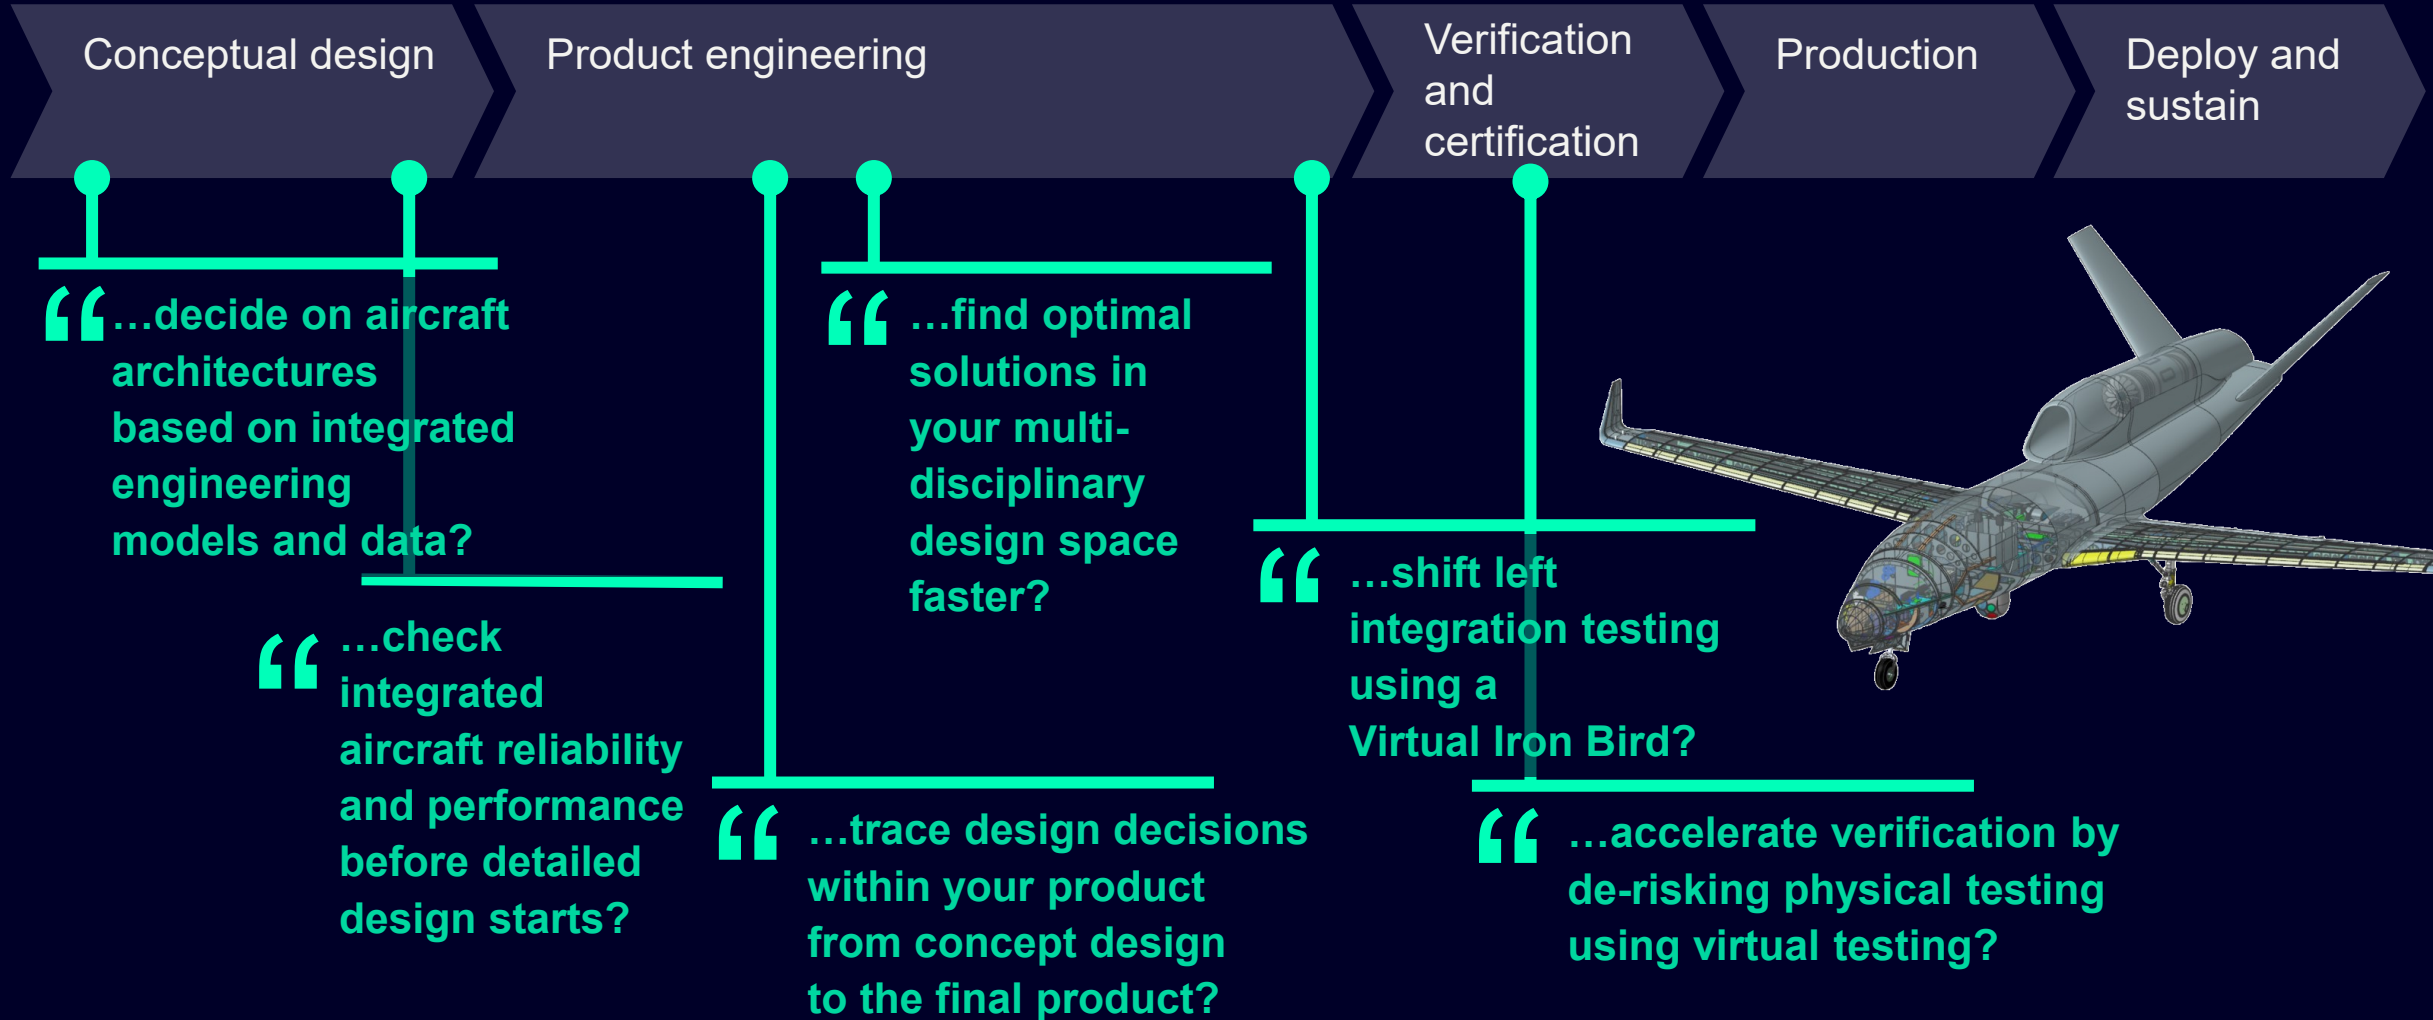 Conceptual design
Product engineering
Verification
and
certification
Production
Deploy and
sustain
“…decide on aircraft
architectures
based on integrated
engineering
models and data?
“…check
integrated
aircraft reliability
and performance
before detailed
design starts?
“…trace design decisions
within your product
from concept design
to the final product?
“…find optimal
solutions in
your multi-
disciplinary
design space
faster?
“…shift left
integration testing
using a
Virtual Iron Bird?
“…accelerate verification by
de-risking physical testing
using virtual testing?